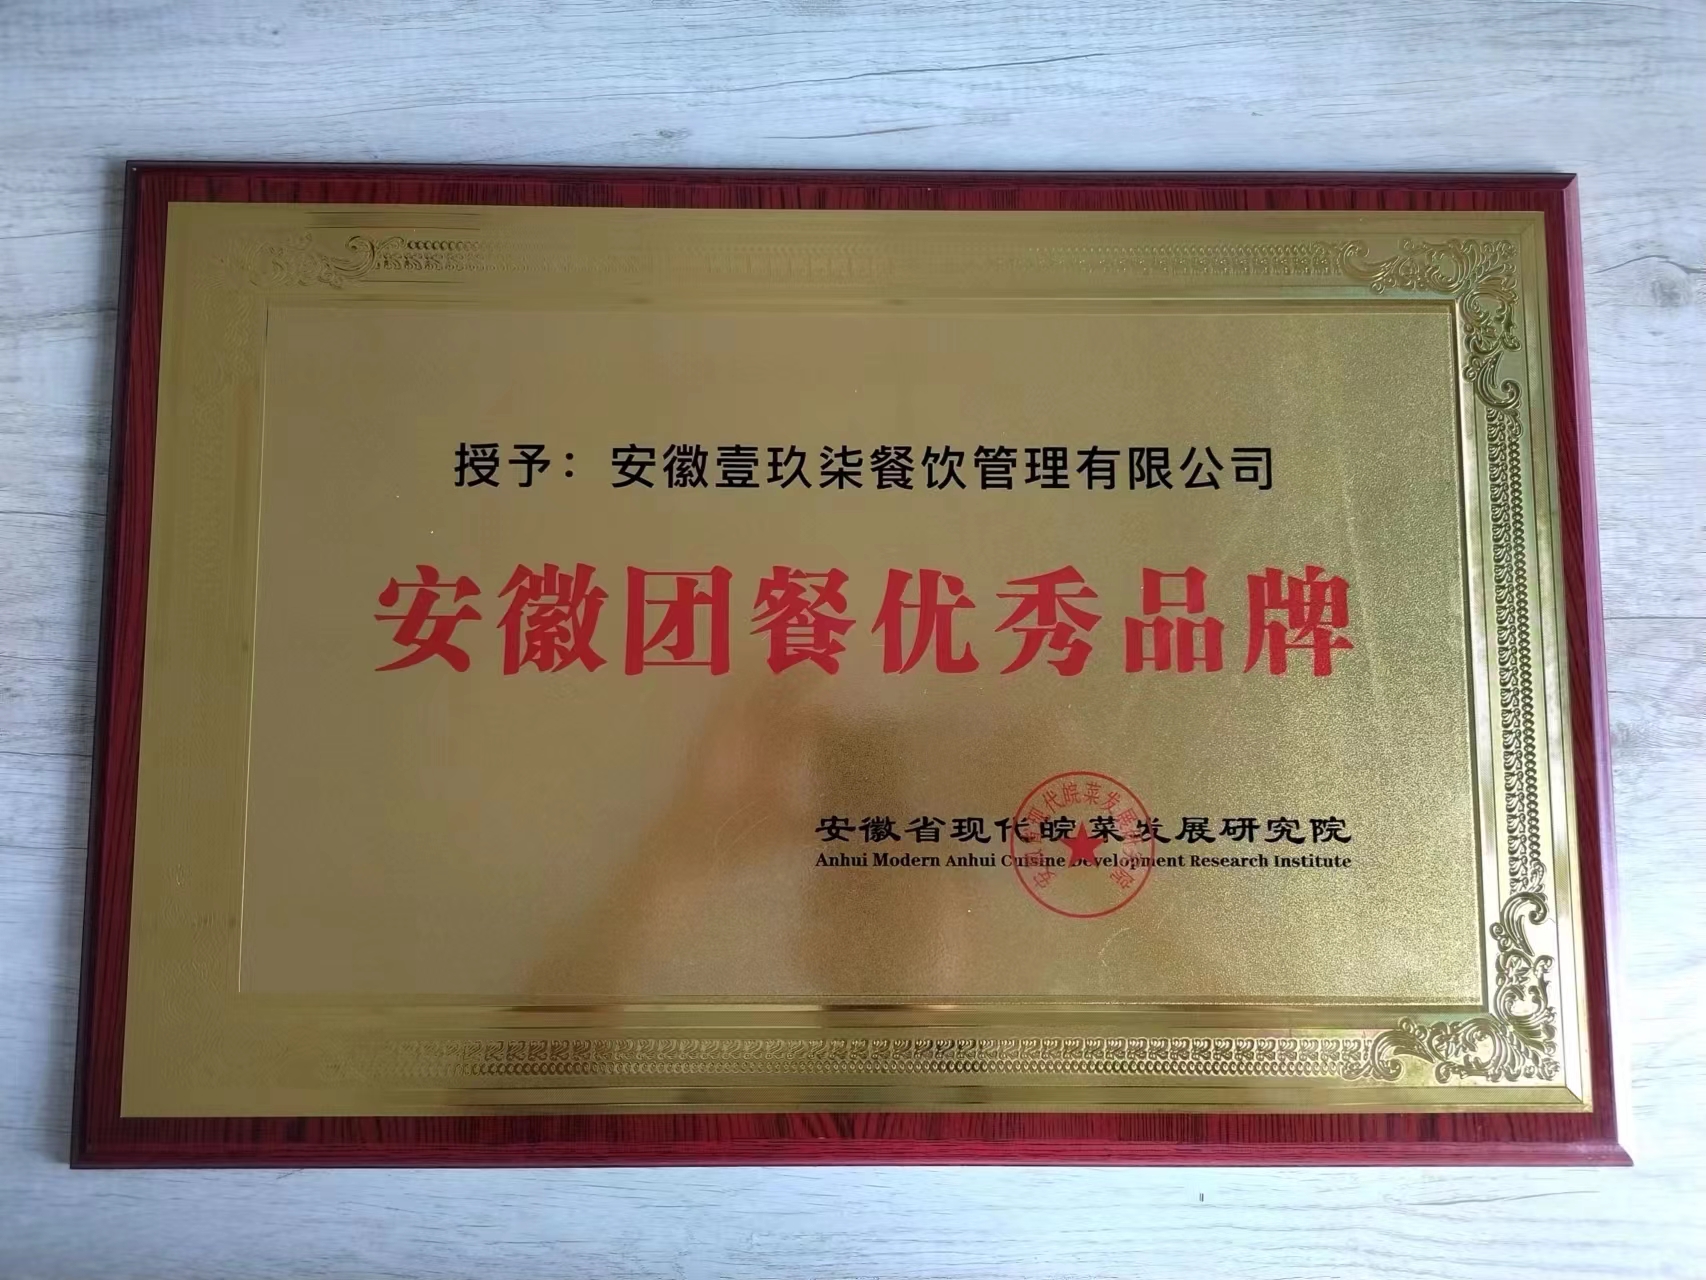 授予：安徽壹玖柒餐饮管理有限公司
安徽团餐优秀品牌
安徽省现代皖菜发展研究院
Anhui Modern Anhui Cuisine Development Research Institute